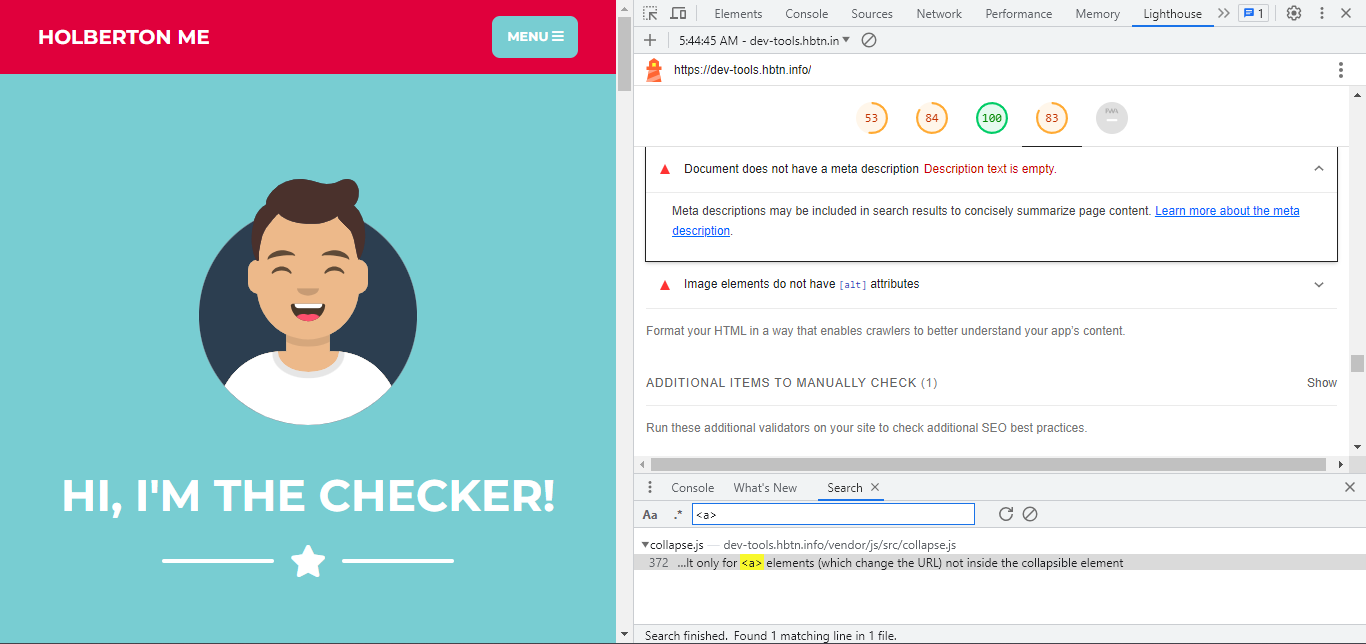 HOLBERTON ME
MENU
HI, I'M THE CHECKER!
Elements Console Sources Network Performance Memory Lighthouse 1
5:44:45 AM - dev-tools.hbtn.in
https://dev-tools.hbtn.info/
53 84 100 83 PWA
Document does not have a meta description Description text is empty.
Meta descriptions may be included in search results to concisely summarize page content. Learn more about the meta
description.
Image elements do not have [alt] attributes
Format your HTML in a way that enables crawlers to better understand your app's content.
ADDITIONAL ITEMS TO MANUALLY CHECK (1) Show
Run these additional validators on your site to check additional SEO best practices.
Console What's New Search
Aa .* <a>
collapse.js — dev-tools.hbtn.info/vendor/js/src/collapse.js
372 ...lt only for <a> elements (which change the URL) not inside the collapsible element
Search finished. Found 1 matching line in 1 file.